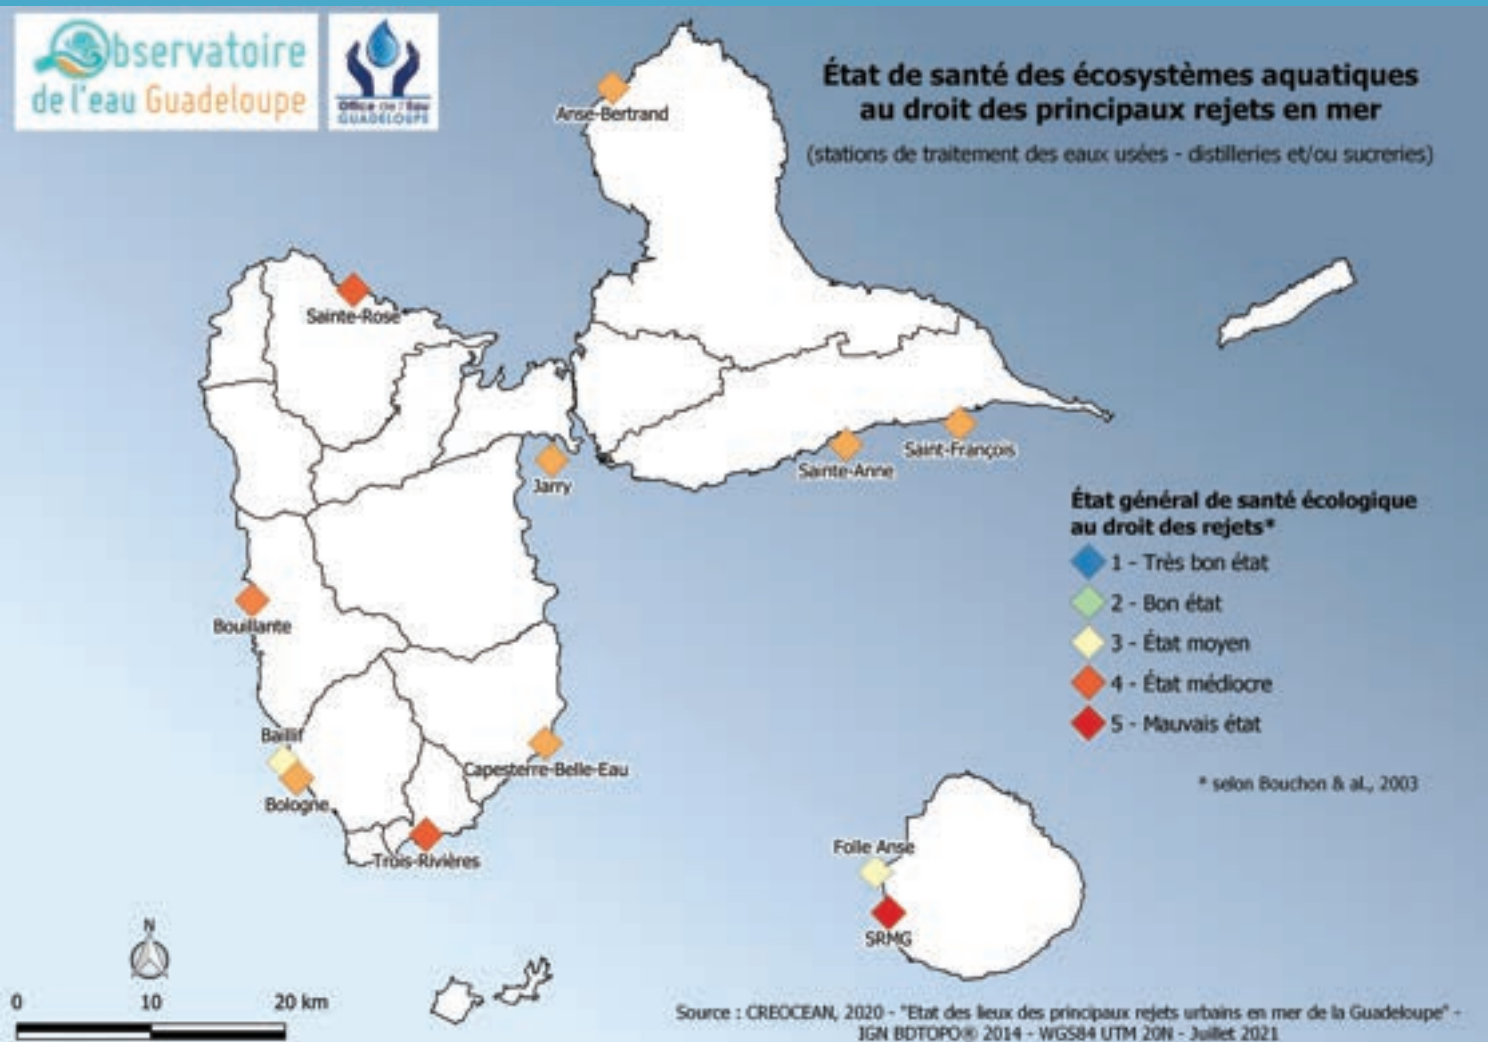 Observatoire
de l'eau Guadeloupe
Office de l'Eau
GUADELOUPE
État de santé des écosystèmes aquatiques
au droit des principaux rejets en mer
(stations de traitement des eaux usées - distilleries et/ou sucreries)
Anse-Bertrand
Sainte-Rose
Saint-François
Sainte-Anne
Jarry
État général de santé écologique
au droit des rejets*
1 - Très bon état
2 - Bon état
3 - État moyen
4 - État médiocre
5 - Mauvais état
* selon Bouchon & al., 2003
Bouillante
Baillif
Capesterre-Belle-Eau
Bologne
Trois-Rivières
Folle Anse
SRMG
N
0 10 20 km
Source : CREOCEAN, 2020 - "Etat des lieux des principaux rejets urbains en mer de la Guadeloupe" -
IGN BDTOPO® 2014 - WGS84 UTM 20N - Juillet 2021